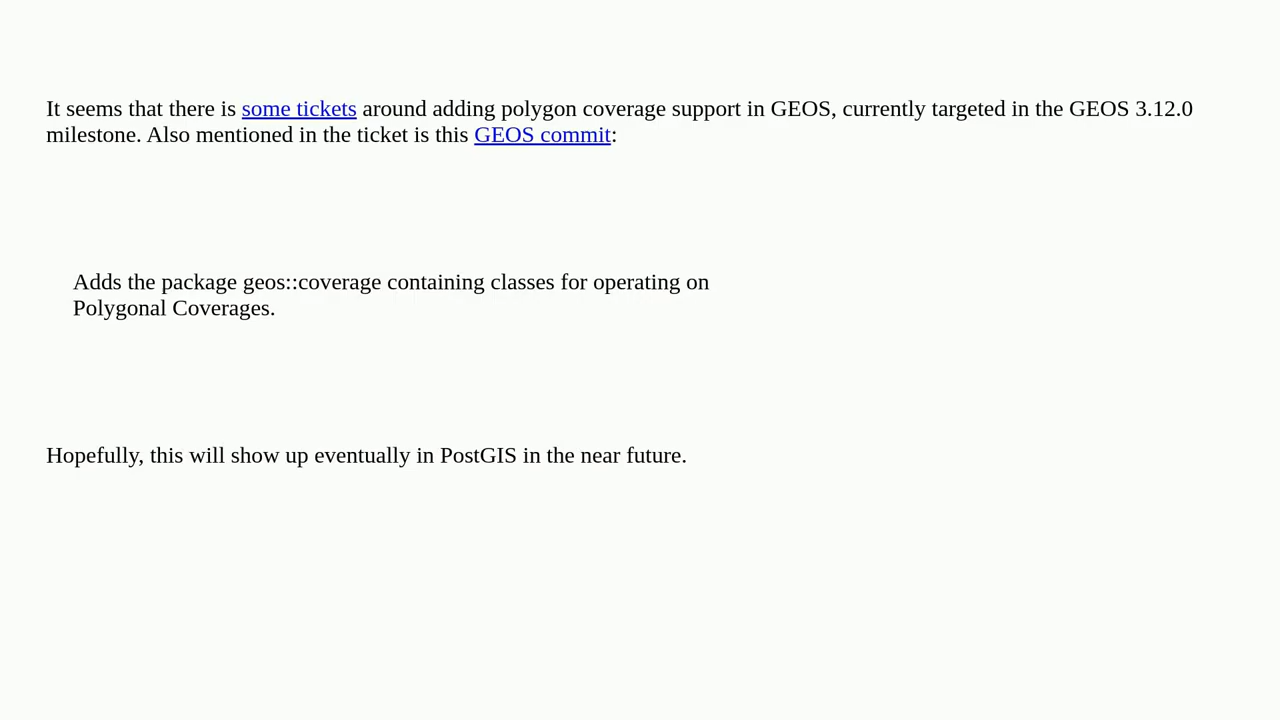 It seems that there is some tickets around adding polygon coverage support in GEOS, currently targeted in the GEOS 3.12.0
milestone. Also mentioned in the ticket is this GEOS commit:
Adds the package geos::coverage containing classes for operating on
Polygonal Coverages.
Hopefully, this will show up eventually in PostGIS in the near future.